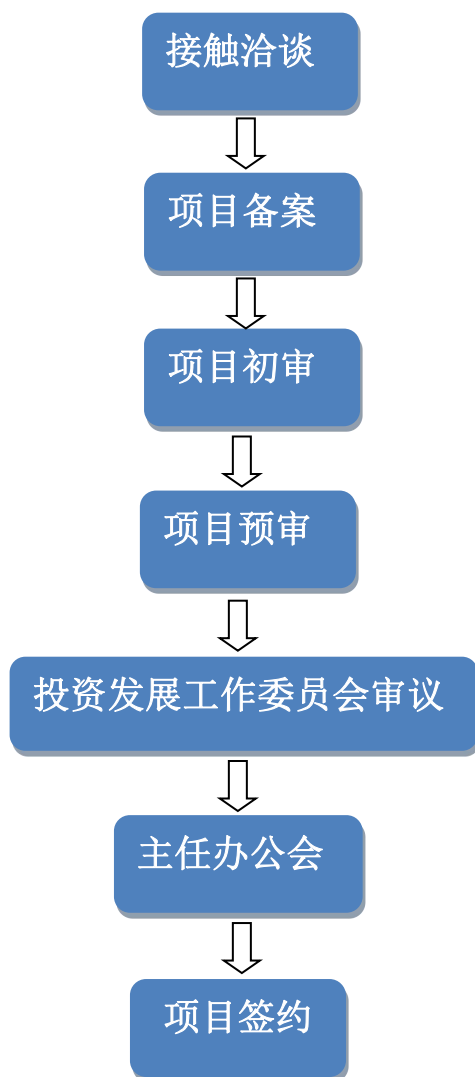 接触洽谈
项目备案
项目初审
项目预审
投资发展工作委员会审议
主任办公会
项目签约